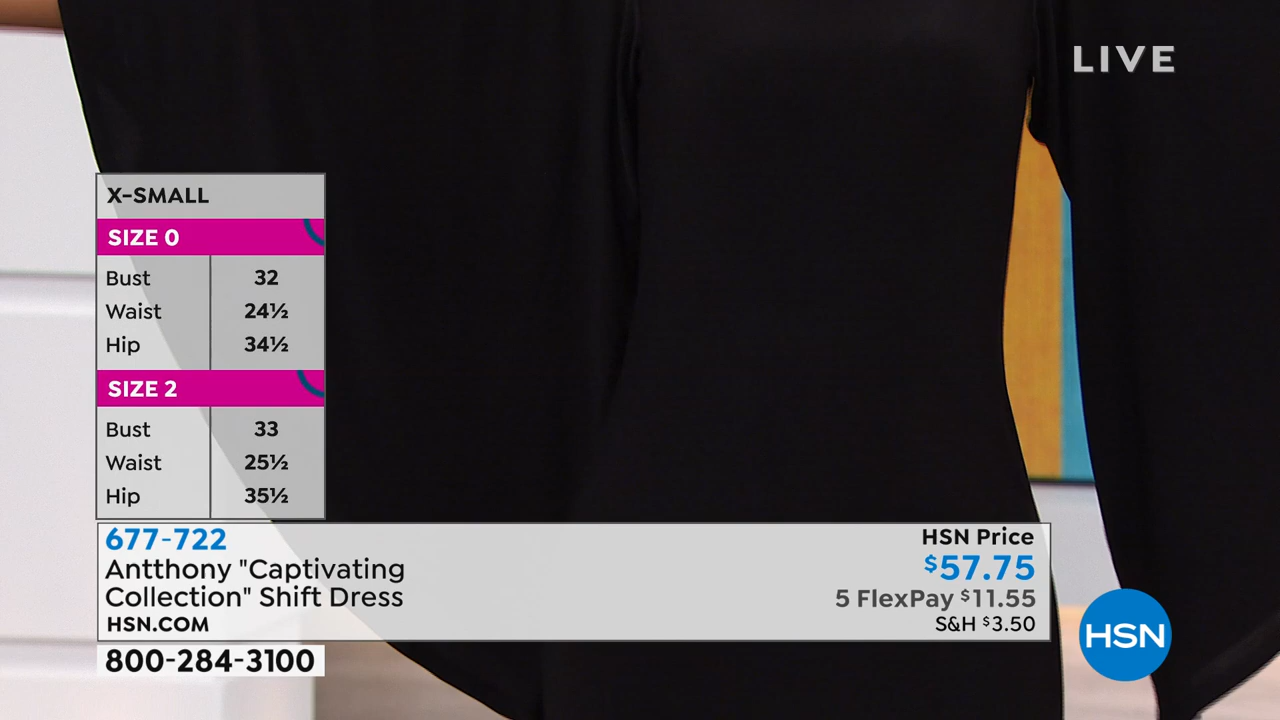 LIVE
X-SMALL
SIZE 0
Bust 32
Waist 24½
Hip 34½
SIZE 2
Bust 33
Waist 25½
Hip 35½
677-722
Antthony "Captivating
Collection" Shift Dress
HSN.COM
HSN Price
$57.75
5 FlexPay $11.55
S&H $3.50
800-284-3100
HSN